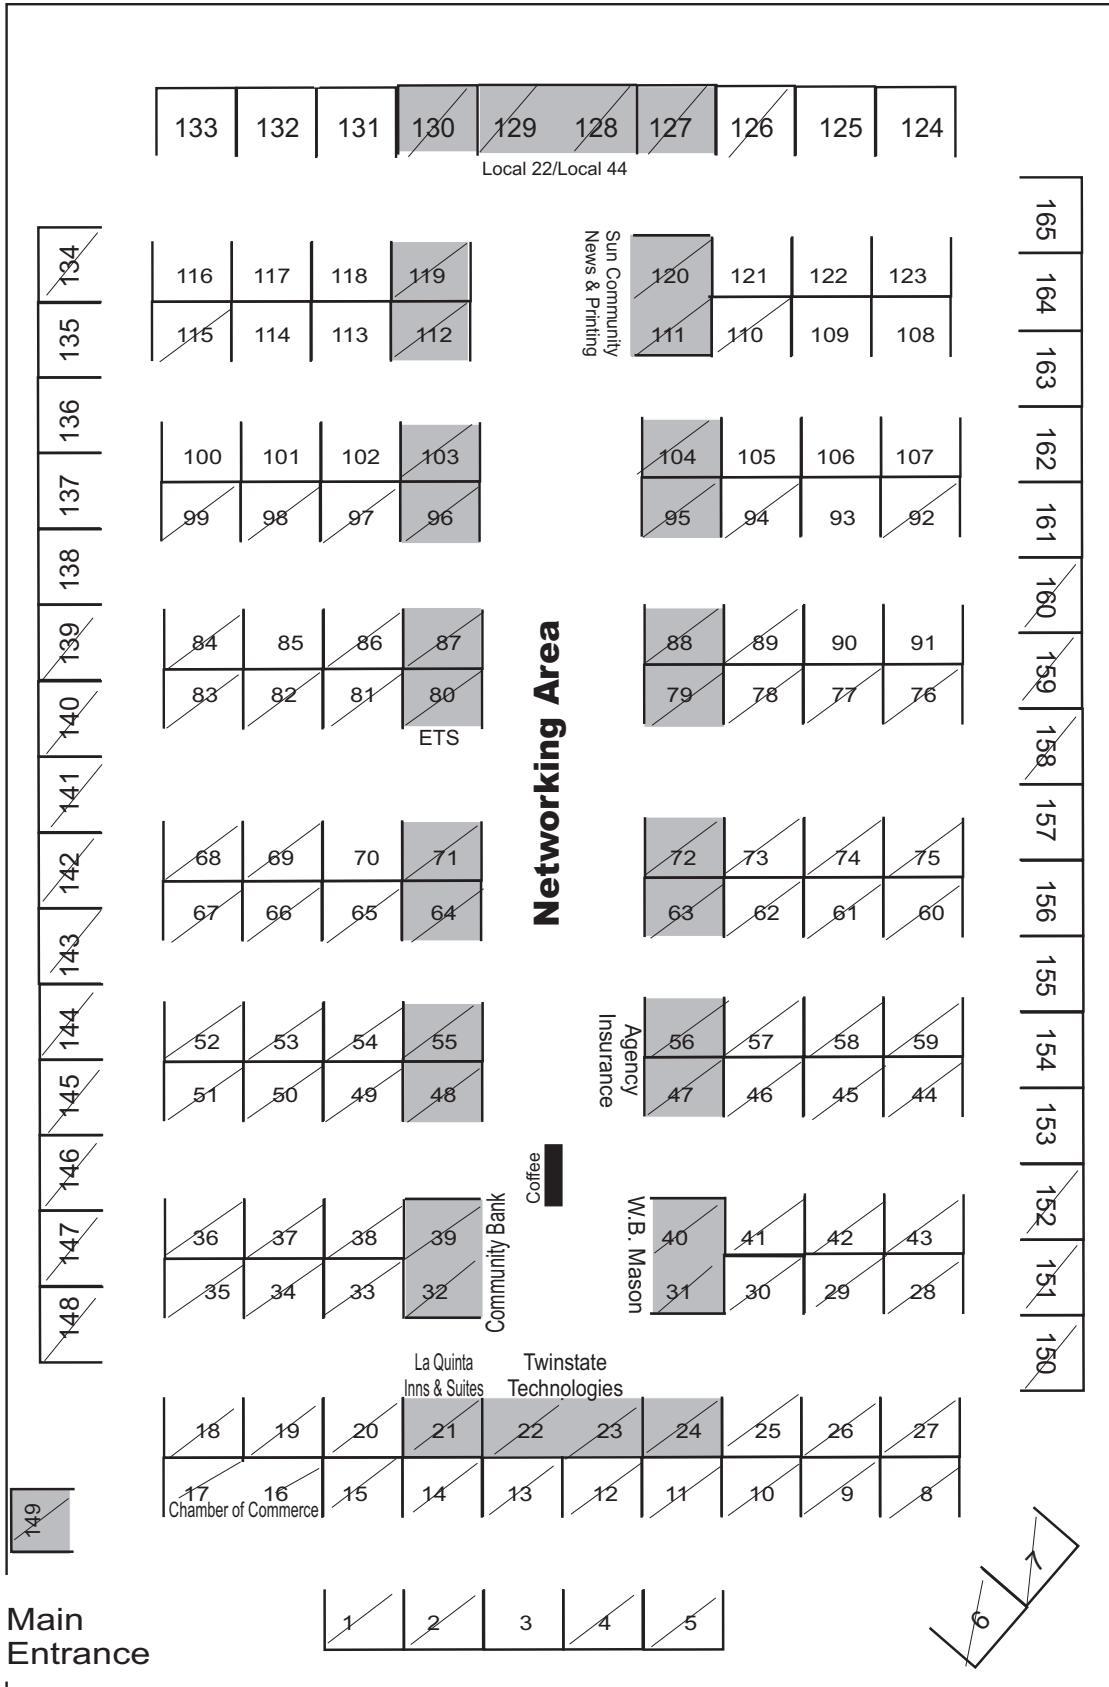 133 132 131 130 129 128 127 126 125 124
Local 22/Local 44
134
135
136
137
138
139
140
141
142
143
144
145
146
147
148
165
164
163
162
161
160
159
158
157
156
155
154
153
152
151
150
116 117 118 119
115 114 113 112
Sun Community
News & Printing
120 121 122 123
111 110 109 108
100 101 102 103
99 98 97 96
104 105 106 107
95 94 93 92
84 85 86 87
83 82 81 80
ETS
Networking Area
88 89 90 91
79 78 77 76
68 69 70 71
67 66 65 64
72 73 74 75
63 62 61 60
52 53 54 55
51 50 49 48
Agency
Insurance
56 57 58 59
47 46 45 44
Coffee
36 37 38 39
35 34 33 32
Community Bank
W.B. Mason
40 41 42 43
31 30 29 28
La Quinta
Inns & Suites
Twinstate
Technologies
18 19 20 21 22 23 24 25 26 27
17 16 15 14 13 12 11 10 9 8
Chamber of Commerce
149
7
6
1 2 3 4 5
Main
Entrance